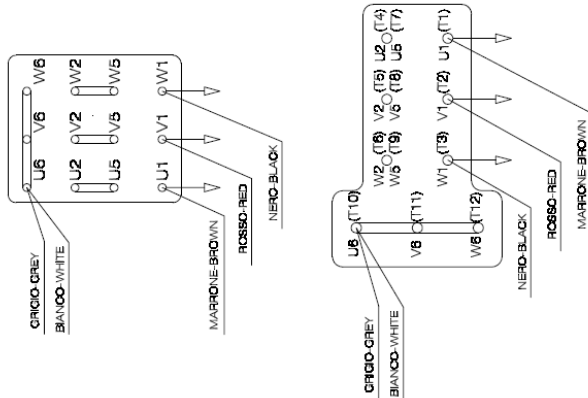 U6 V6 W6
U2 V2 W2
U5 V5 W5
U1 V1 W1
GRIGIO-GREY
BIANCO-WHITE
MARRONE-BROWN
ROSSO-RED
NERO-BLACK
W2 (T6) V2 (T5) U2 (T4)
W5 (T9) V5 (T8) U5 (T7)
W1 (T3) V1 (T2) U1 (T1)
U6 (T10)
V6 (T11)
W6 (T12)
GRIGIO-GREY
BIANCO-WHITE
NERO-BLACK
ROSSO-RED
MARRONE-BROWN